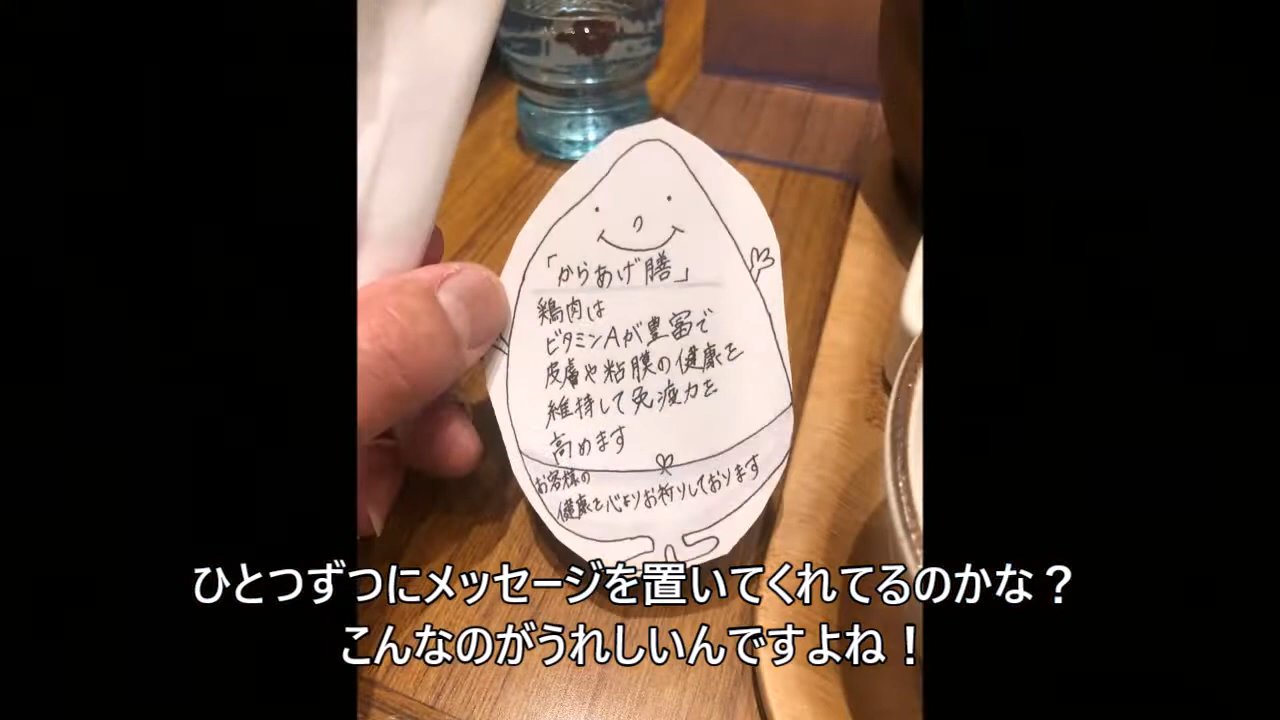 「からあげ膳」
鶏肉は
ビタミンAが豊富で
皮膚や粘膜の健康を
維持して免疫力を
高めます
お客様の
健康を心よりお祈りしております
ひとつずつにメッセージを置いてくれてるのかな？
こんなのがうれしいんですよね！